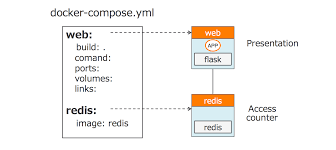 docker-compose.yml
web:
build: .
comand:
ports:
volumes:
links:
redis:
image: redis
web
APP
flask
Presentation
redis
redis
Access
counter